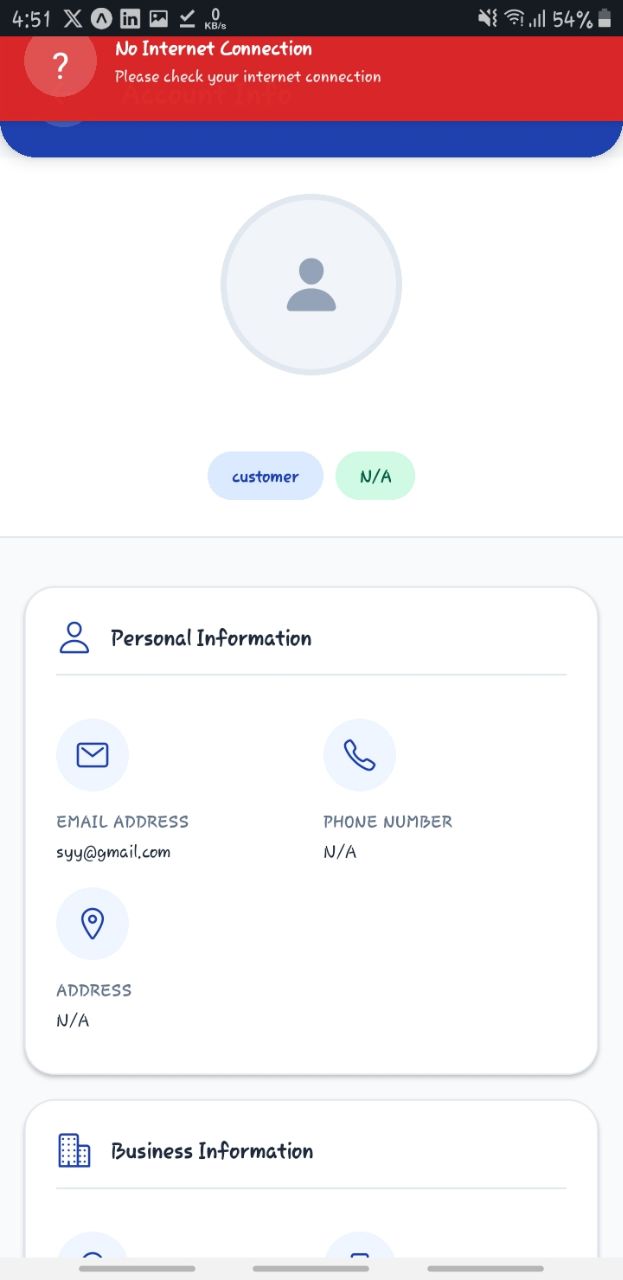 4:51
0
KB/s
54%
?
No Internet Connection
Please check your internet connection
Account Info
customer
N/A
Personal Information
EMAIL ADDRESS
syy@gmail.com
PHONE NUMBER
N/A
ADDRESS
N/A
Business Information